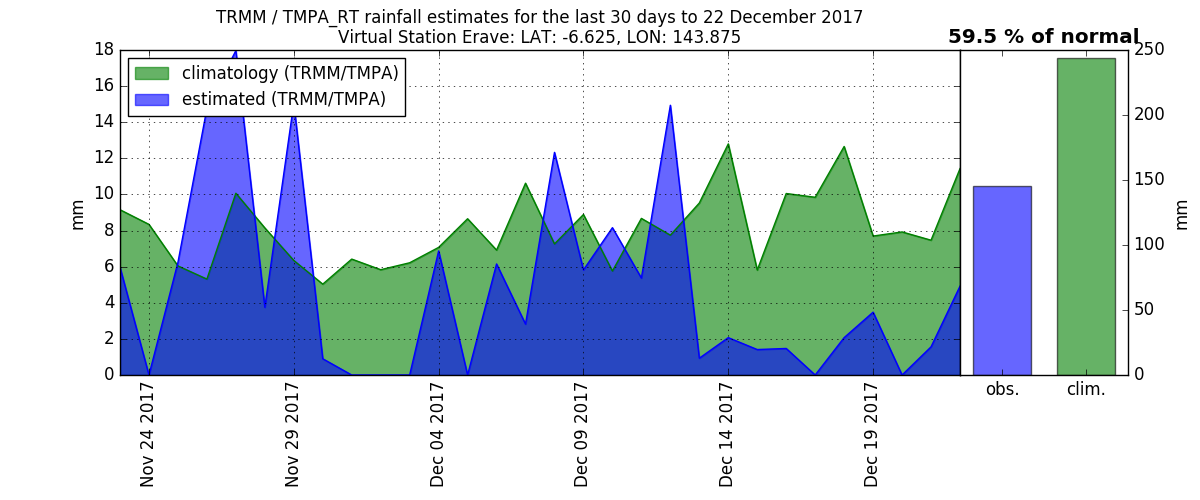 TRMM / TMPA_RT rainfall estimates for the last 30 days to 22 December 2017
Virtual Station Erave: LAT: -6.625, LON: 143.875
59.5 % of normal
climatology (TRMM/TMPA)
estimated (TRMM/TMPA)
mm
18
16
14
12
10
8
6
4
2
0
Nov 24 2017
Nov 29 2017
Dec 04 2017
Dec 09 2017
Dec 14 2017
Dec 19 2017
250
200
150
100
50
0
mm
obs.
clim.